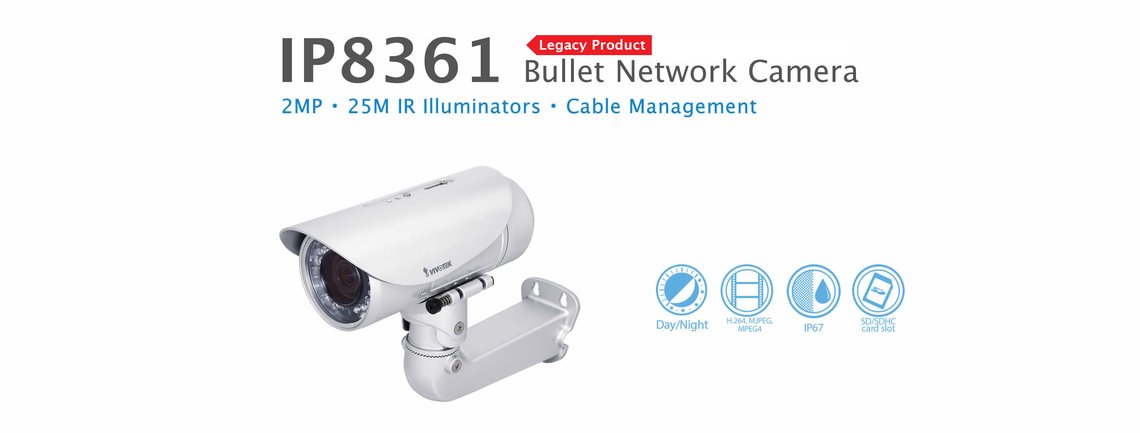 IP8361
Legacy Product
Bullet Network Camera
2MP • 25M IR Illuminators • Cable Management
VIVOTEK
Day/Night
H.264, MJPEG,
MPEG4
IP67
SD/SDHC
card slot
SD